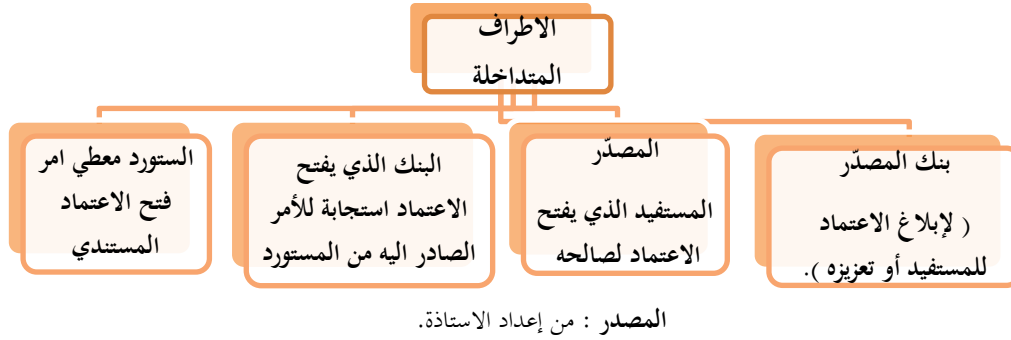 الاطراف
المتداخلة
بنك المصدّر
( لإبلاغ الاعتماد
للمستفيد أو تعزيزه ).
المصدّر
المستفيد الذي يفتح
الاعتماد لصالحه
البنك الذي يفتح
الاعتماد استجابة للأمر
الصادر اليه من المستورد
الستورد معطي امر
فتح الاعتماد
المستندي
المصدر : من إعداد الاستاذة.